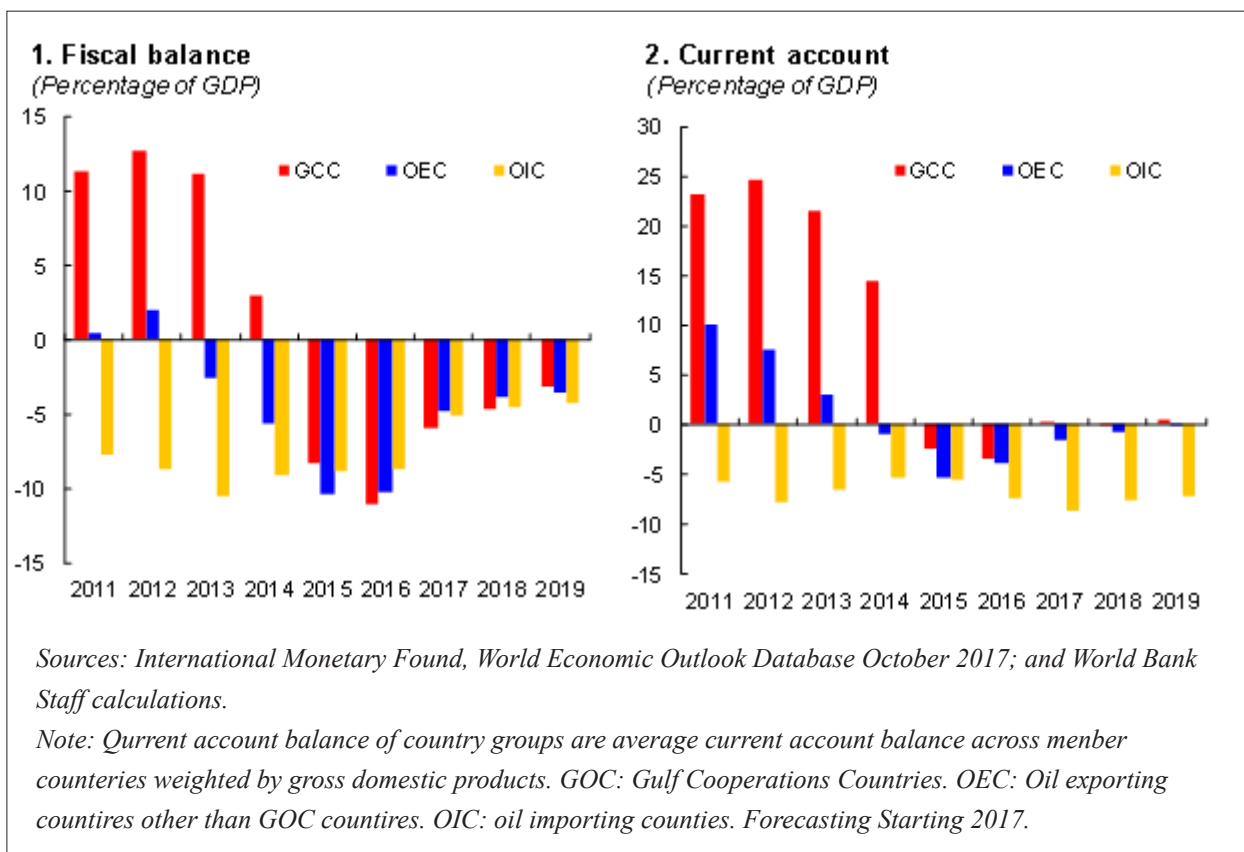 1. Fiscal balance
(Percentage of GDP)
15
10
5
0
-5
-10
-15
GCC OEC OIC
2011 2012 2013 2014 2015 2016 2017 2018 2019
2. Current account
(Percentage of GDP)
30
25
20
15
10
5
0
-5
-10
-15
GCC OEC OIC
2011 2012 2013 2014 2015 2016 2017 2018 2019
Sources: International Monetary Found, World Economic Outlook Database October 2017; and World Bank
Staff calculations.
Note: Qurrent account balance of country groups are average current account balance across menber
counteries weighted by gross domestic products. GOC: Gulf Cooperations Countries. OEC: Oil exporting
countires other than GOC countires. OIC: oil importing counties. Forecasting Starting 2017.